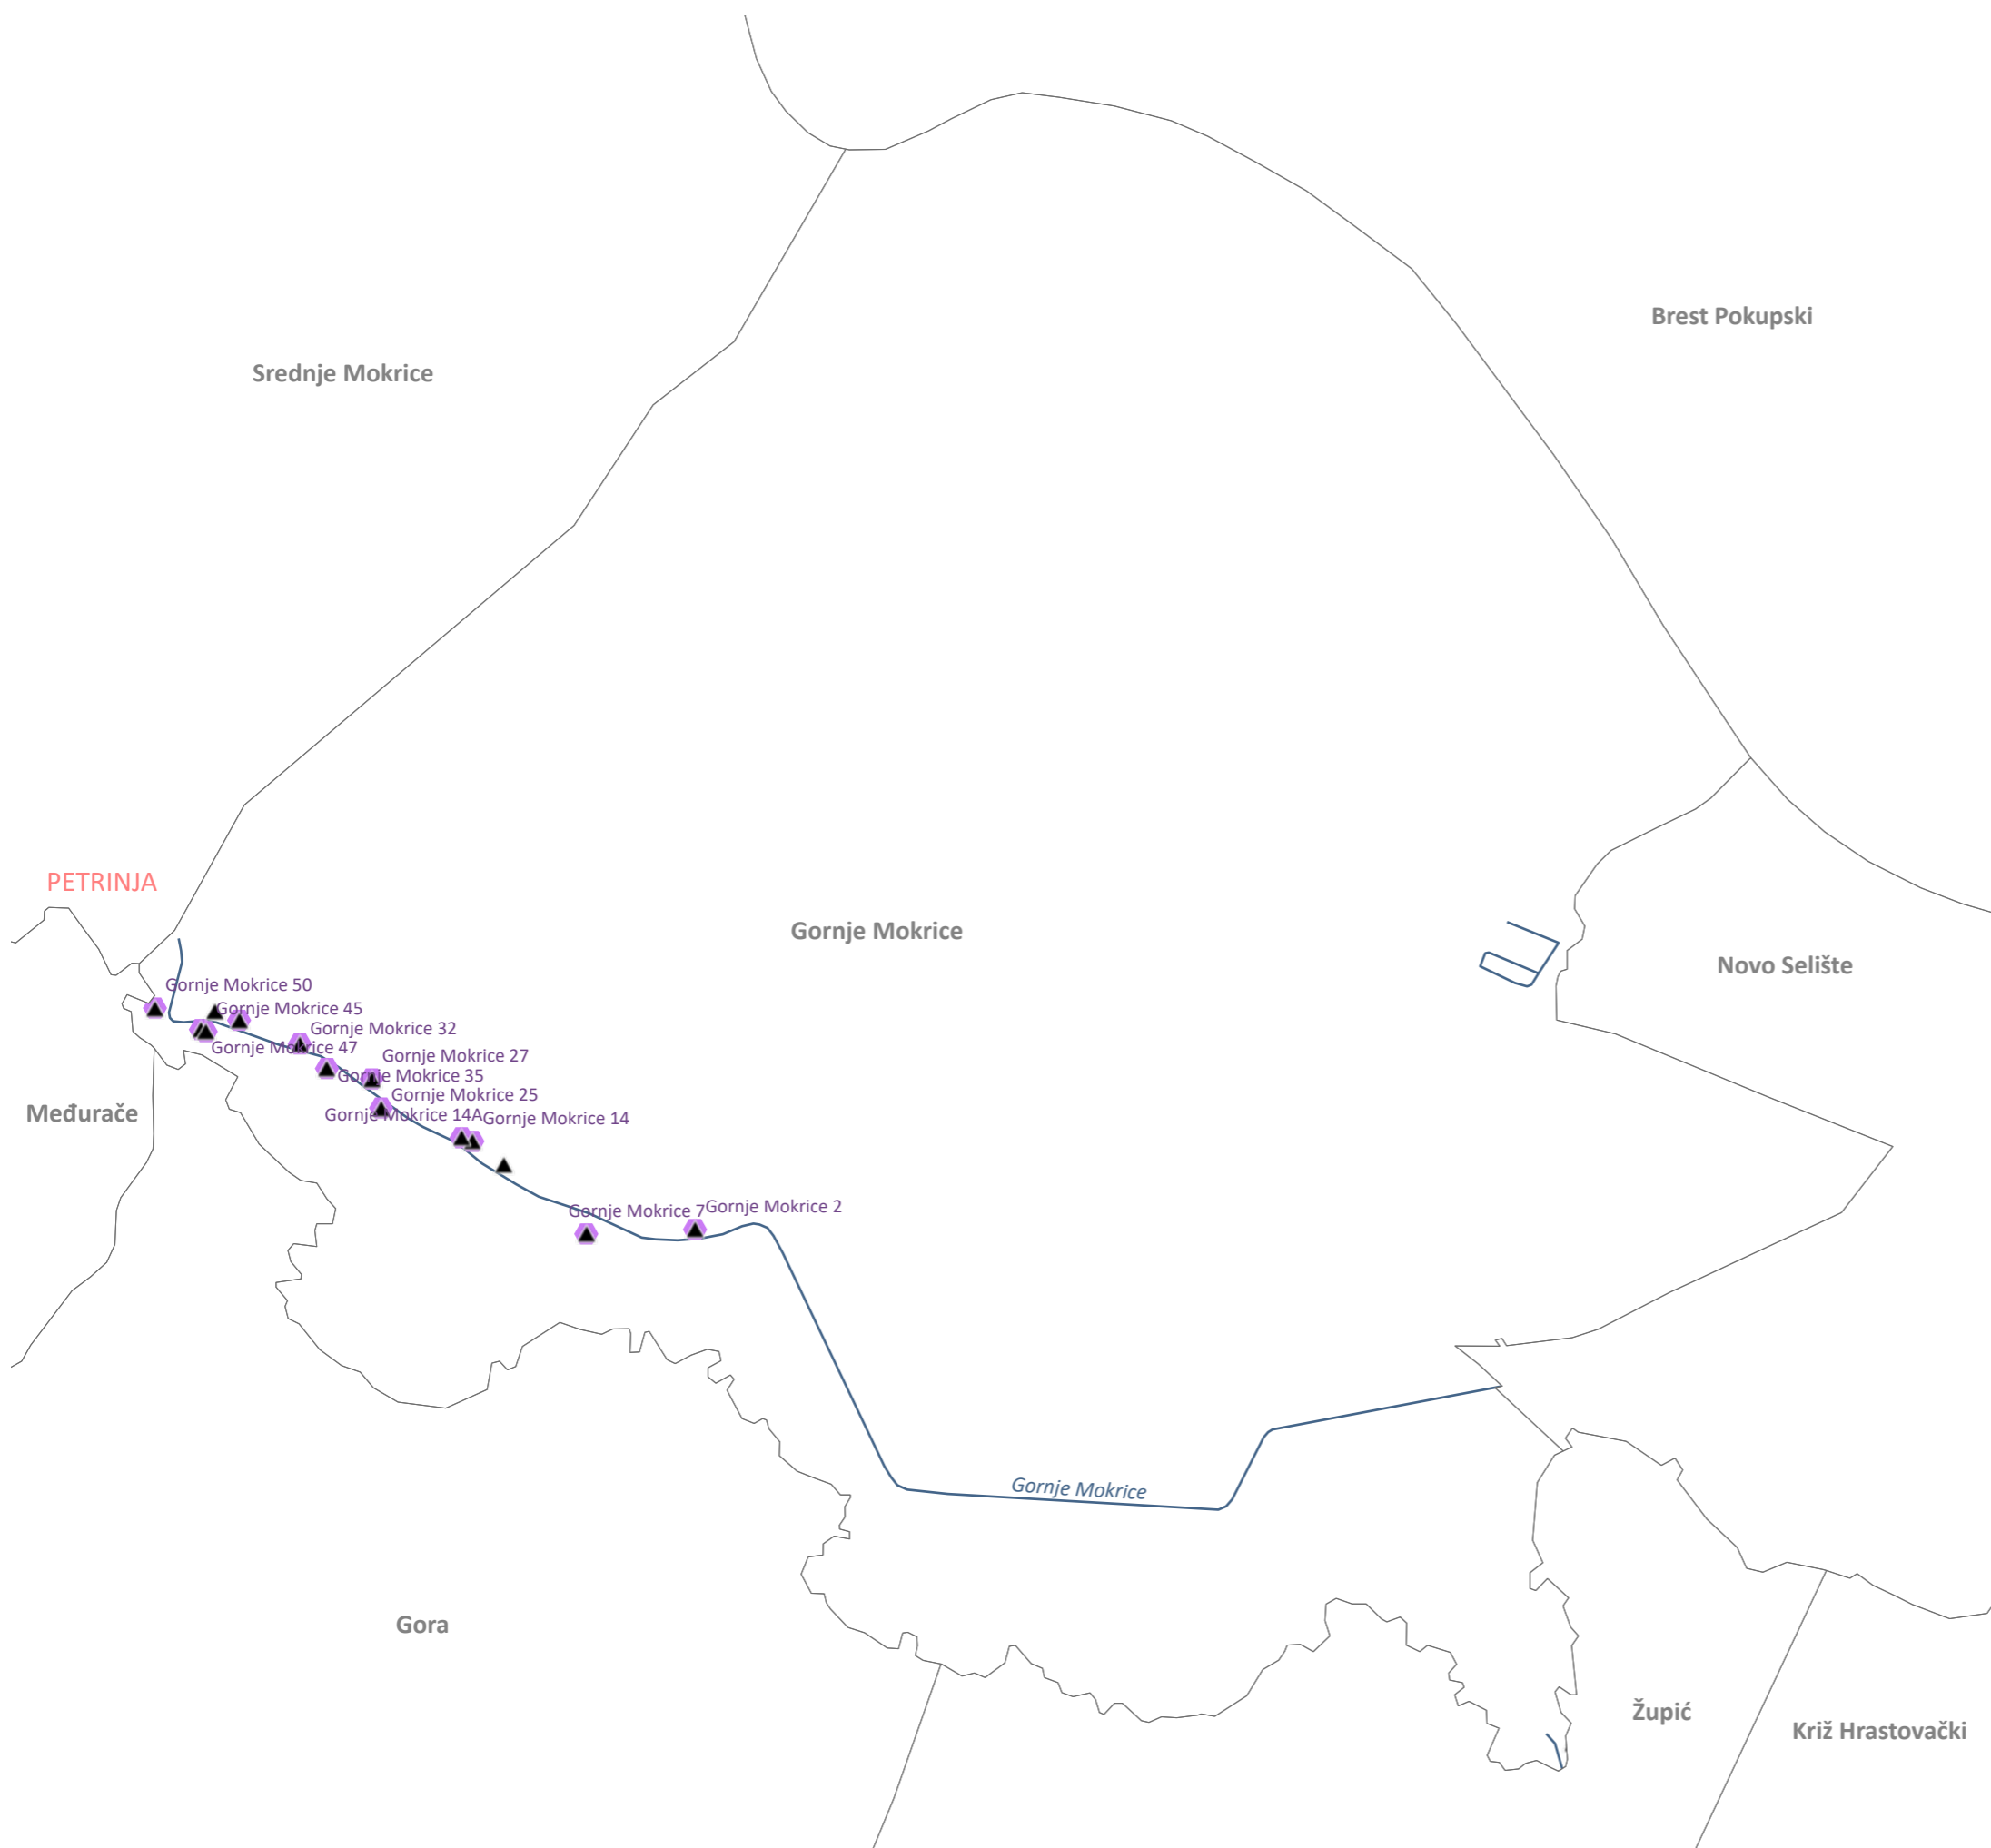 Brest Pokupski
Srednje Mokrice
PETRINJA
Gornje Mokrice
Novo Selište
Gornje Mokrice 50
Gornje Mokrice 45
Gornje Mokrice 32
Gornje Mokrice 47
Gornje Mokrice 27
Gornje Mokrice 35
Gornje Mokrice 25
Međurače
Gornje Mokrice 14A
Gornje Mokrice 14
Gornje Mokrice 7
Gornje Mokrice 2
Gornje Mokrice
Gora
Župić
Križ Hrastovački